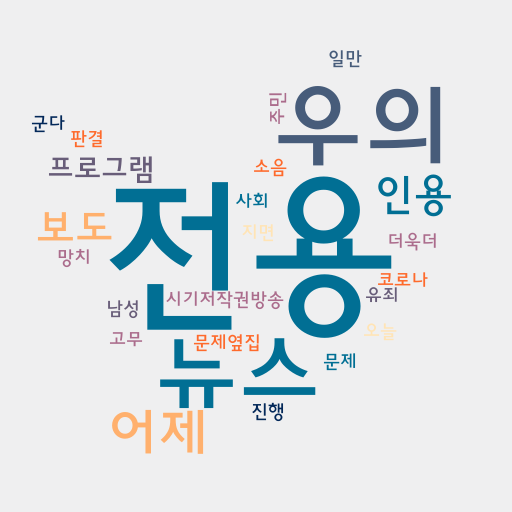 일만
주민
우의
군다
판결
프로그램
소음
인용
전용
사회
보도
지면
더욱더
망치
코로나
유죄
시기저작권방송
남성
고무
문제옆집
오늘
뉴스
문제
어제
진행